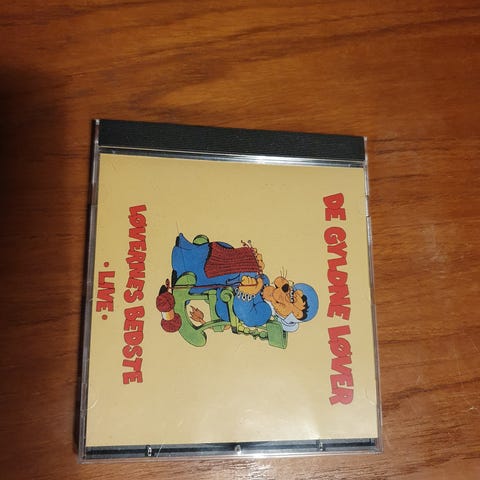 DE GYLDNE LØVER
LØVERNES BEDSTE
· LIVE ·